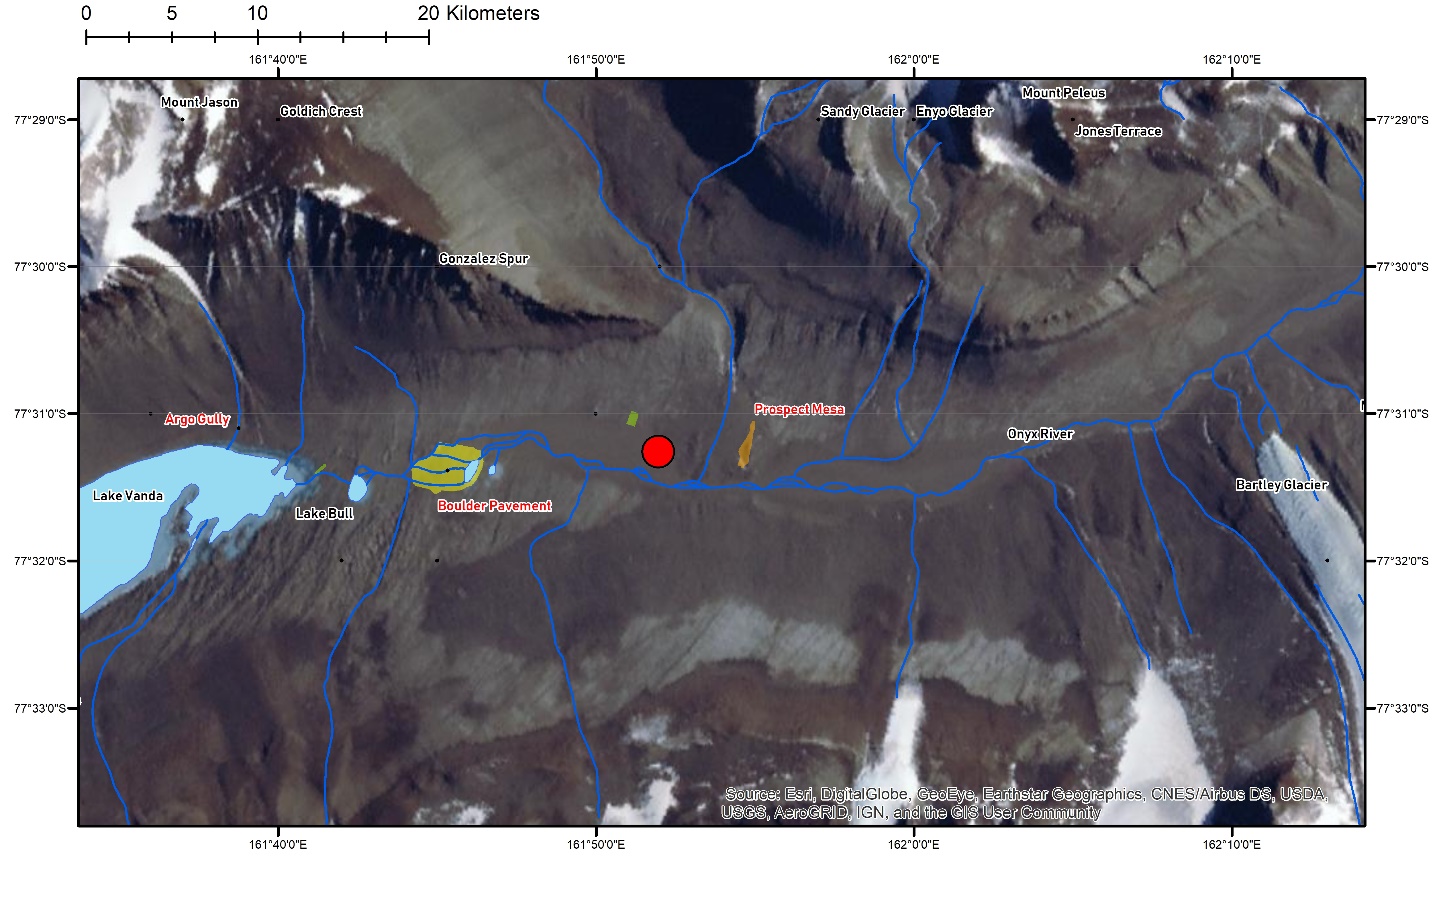 0 5 10 20 Kilometers
161°40'0"E 161°50'0"E 162°0'0"E 162°10'0"E
Mount Peleus
Mount Jason
Goldich Crest
Sandy Glacier
Enyo Glacier
77°29'0"S
77°29'0"S
Jones Terrace
Gonzalez Spur
77°30'0"S
77°30'0"S
Prospect Mesa
77°31'0"S
77°31'0"S
Argo Gully
Onyx River
Bartley Glacier
Lake Vanda
Boulder Pavement
Lake Bull
77°32'0"S
77°32'0"S
77°33'0"S
77°33'0"S
Source: Esri, DigitalGlobe, GeoEye, Earthstar Geographics, CNES/Airbus DS, USDA,
USGS, AeroGRID, IGN, and the GIS User Community
161°40'0"E 161°50'0"E 162°0'0"E 162°10'0"E